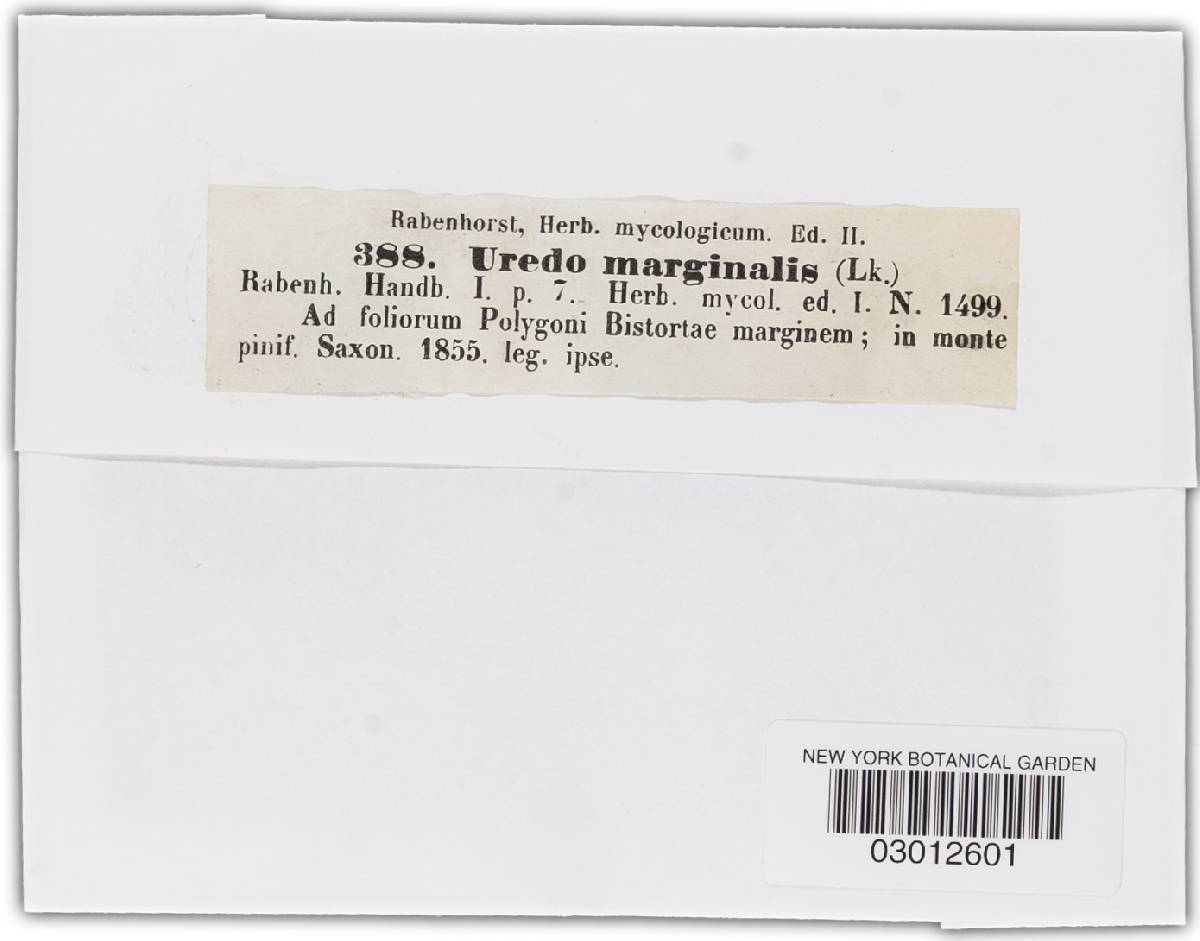 Rabenhorst, Herb. mycologicum. Ed. II.
388. Uredo marginalis (Lk.)
Rabenh. Handb. I. p. 7. Herb. mycol. ed. I. N. 1499.
Ad foliorum Polygoni Bistortae marginem; in monte
pinif. Saxon. 1855. leg. ipse.
NEW YORK BOTANICAL GARDEN
03012601